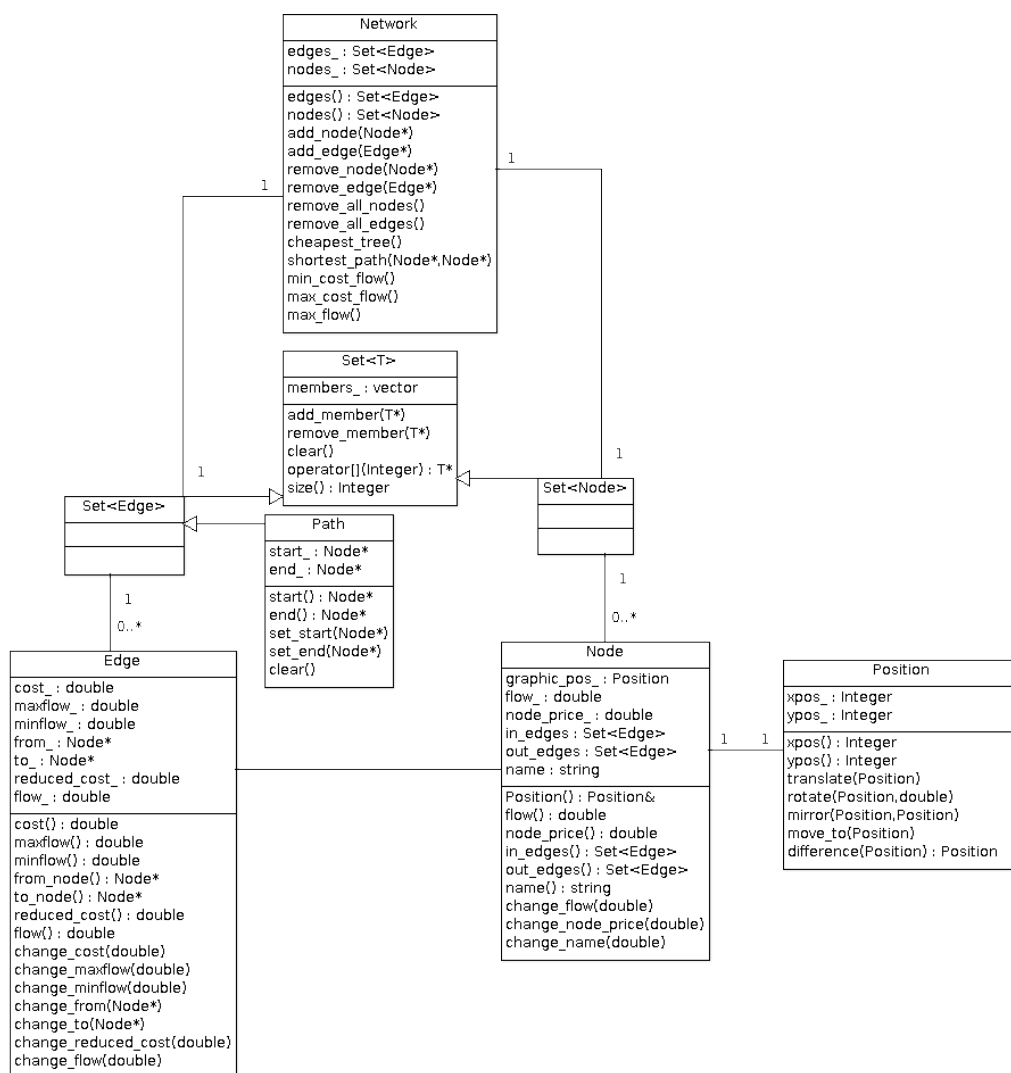 Network
edges_ : Set<Edge>
nodes_ : Set<Node>
edges() : Set<Edge>
nodes() : Set<Node>
add_node(Node*)
add_edge(Edge*)
remove_node(Node*)
remove_edge(Edge*)
remove_all_nodes()
remove_all_edges()
cheapest_tree()
shortest_path(Node*,Node*)
min_cost_flow()
max_cost_flow()
max_flow()
1
1
Set<T>
members_ : vector
add_member(T*)
remove_member(T*)
clear()
operator[](Integer) : T*
size() : Integer
1
1
Set<Edge>
Set<Node>
Path
start_ : Node*
end_ : Node*
start() : Node*
end() : Node*
set_start(Node*)
set_end(Node*)
clear()
1
0..*
1
0..*
Edge
cost_ : double
maxflow_ : double
minflow_ : double
from_ : Node*
to_ : Node*
reduced_cost_ : double
flow_ : double
cost() : double
maxflow() : double
minflow() : double
from_node() : Node*
to_node() : Node*
reduced_cost() : double
flow() : double
change_cost(double)
change_maxflow(double)
change_minflow(double)
change_from(Node*)
change_to(Node*)
change_reduced_cost(double)
change_flow(double)
Node
graphic_pos_ : Position
flow_ : double
node_price_ : double
in_edges : Set<Edge>
out_edges : Set<Edge>
name : string
Position() : Position&
flow() : double
node_price() : double
in_edges() : Set<Edge>
out_edges() : Set<Edge>
name() : string
change_flow(double)
change_node_price(double)
change_name(double)
1
1
Position
xpos_ : Integer
ypos_ : Integer
xpos() : Integer
ypos() : Integer
translate(Position)
rotate(Position,double)
mirror(Position,Position)
move_to(Position)
difference(Position) : Position